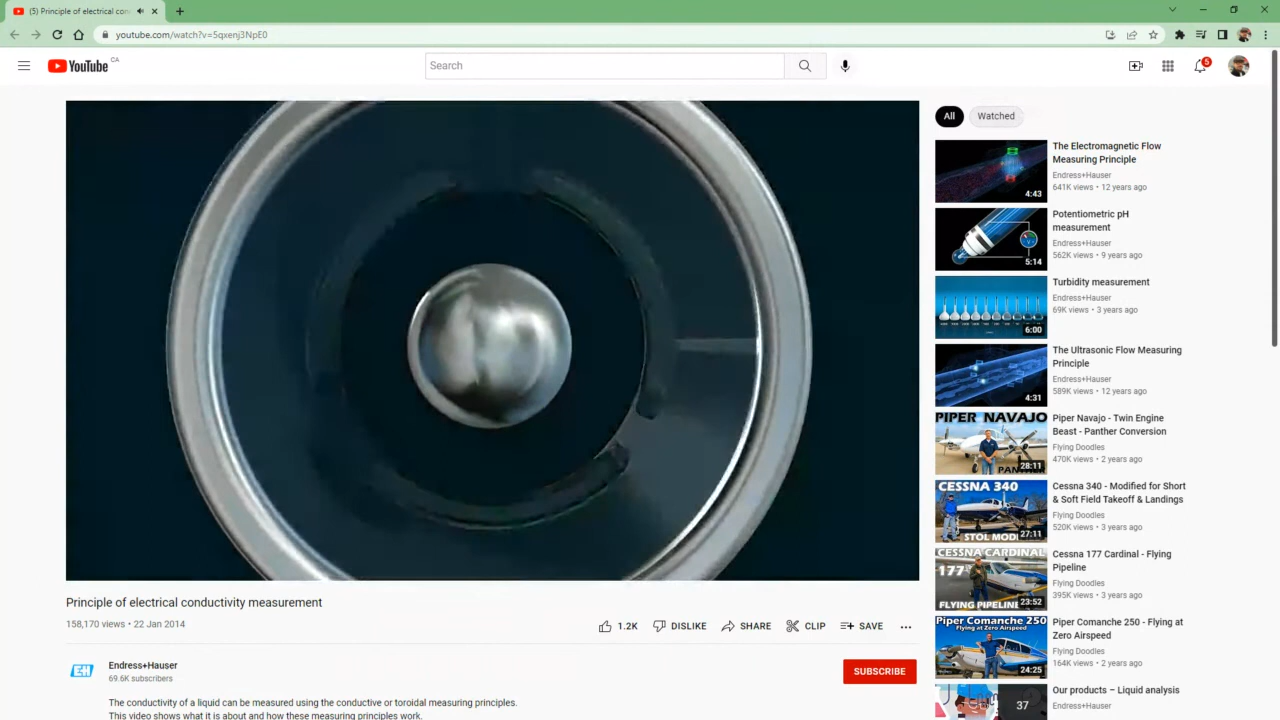 (5) Principle of electrical con
youtube.com/watch?v=5qxenj3NpE0
YouTube CA
Search
5
All
Watched
The Electromagnetic Flow
Measuring Principle
Endress+Hauser
641K views • 12 years ago
4:43
Potentiometric pH
measurement
Endress+Hauser
562K views • 9 years ago
5:14
Turbidity measurement
Endress+Hauser
69K views • 3 years ago
6:00
The Ultrasonic Flow Measuring
Principle
Endress+Hauser
589K views • 12 years ago
4:31
PIPER NAVAJO
28:11
Piper Navajo - Twin Engine
Beast - Panther Conversion
Flying Doodles
470K views • 2 years ago
CESSNA 340
STOL MODI
27:11
Cessna 340 - Modified for Short
& Soft Field Takeoff & Landings
Flying Doodles
520K views • 3 years ago
CESSNA CARDINAL
177
FLYING PIPELINE
23:52
Cessna 177 Cardinal - Flying
Pipeline
Flying Doodles
395K views • 3 years ago
Piper Comanche 250
Flying at Zero Airspeed
24:25
Piper Comanche 250 - Flying at
Zero Airspeed
Flying Doodles
164K views • 2 years ago
Our products – Liquid analysis
Endress+Hauser
37
Principle of electrical conductivity measurement
158,170 views • 22 Jan 2014
1.2K
DISLIKE
SHARE
CLIP
SAVE
EH
Endress+Hauser
69.6K subscribers
SUBSCRIBE
The conductivity of a liquid can be measured using the conductive or toroidal measuring principles.
This video shows what it is about and how these measuring principles work.